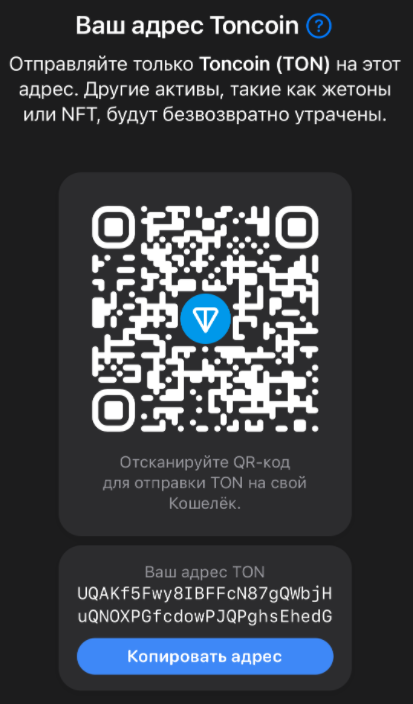 Ваш адрес Toncoin ?
Отправляйте только Toncoin (TON) на этот
адрес. Другие активы, такие как жетоны
или NFT, будут безвозвратно утрачены.
Отсканируйте QR-код
для отправки TON на свой
Кошелёк.
Ваш адрес TON
UQAKf5Fwy8IBFFcN87gQWbjH
uQNOXPGfcdowPJQPghsEhedG
Копировать адрес